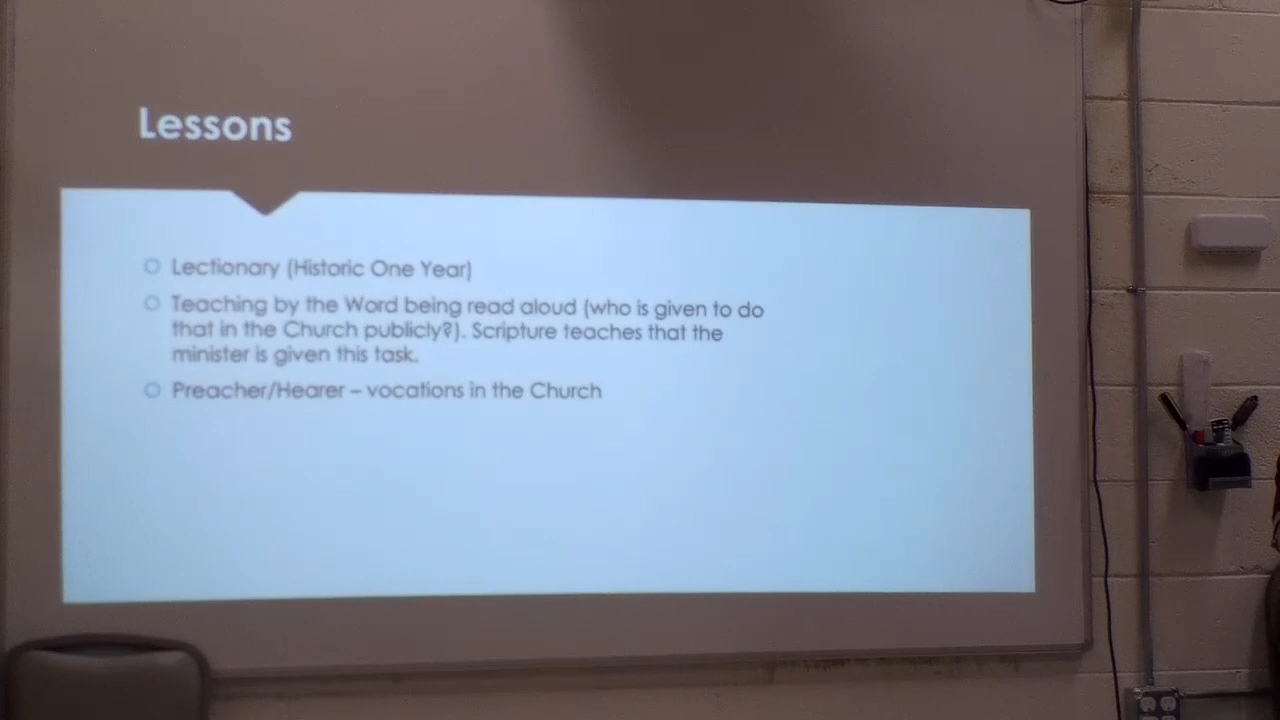 Lessons
Lectionary (Historic One Year)
Teaching by the Word being read aloud (who is given to do
that in the Church publicly?). Scripture teaches that the
minister is given this task.
Preacher/Hearer – vocations in the Church